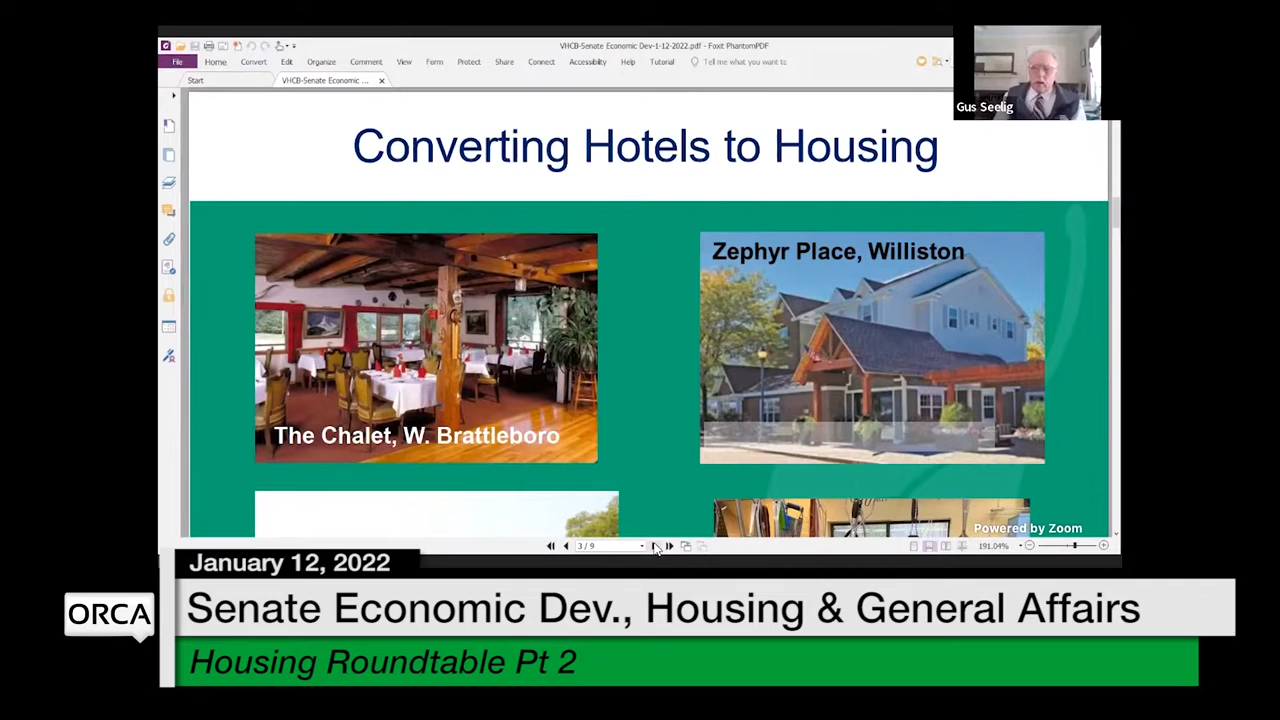 VHCB-Senate Economic Dev-1-12-2022.pdf - Foxit PhantomPDF
File Home Convert Edit Organize Comment View Form Protect Share Connect Accessibility Help Tutorial Tell me what you want to
Start VHCB-Senate Economic ...
Gus Seelig
Converting Hotels to Housing
Zephyr Place, Williston
The Chalet, W. Brattleboro
Powered by Zoom
3 / 9 191.04%
January 12, 2022
ORCA
Senate Economic Dev., Housing & General Affairs
Housing Roundtable Pt 2